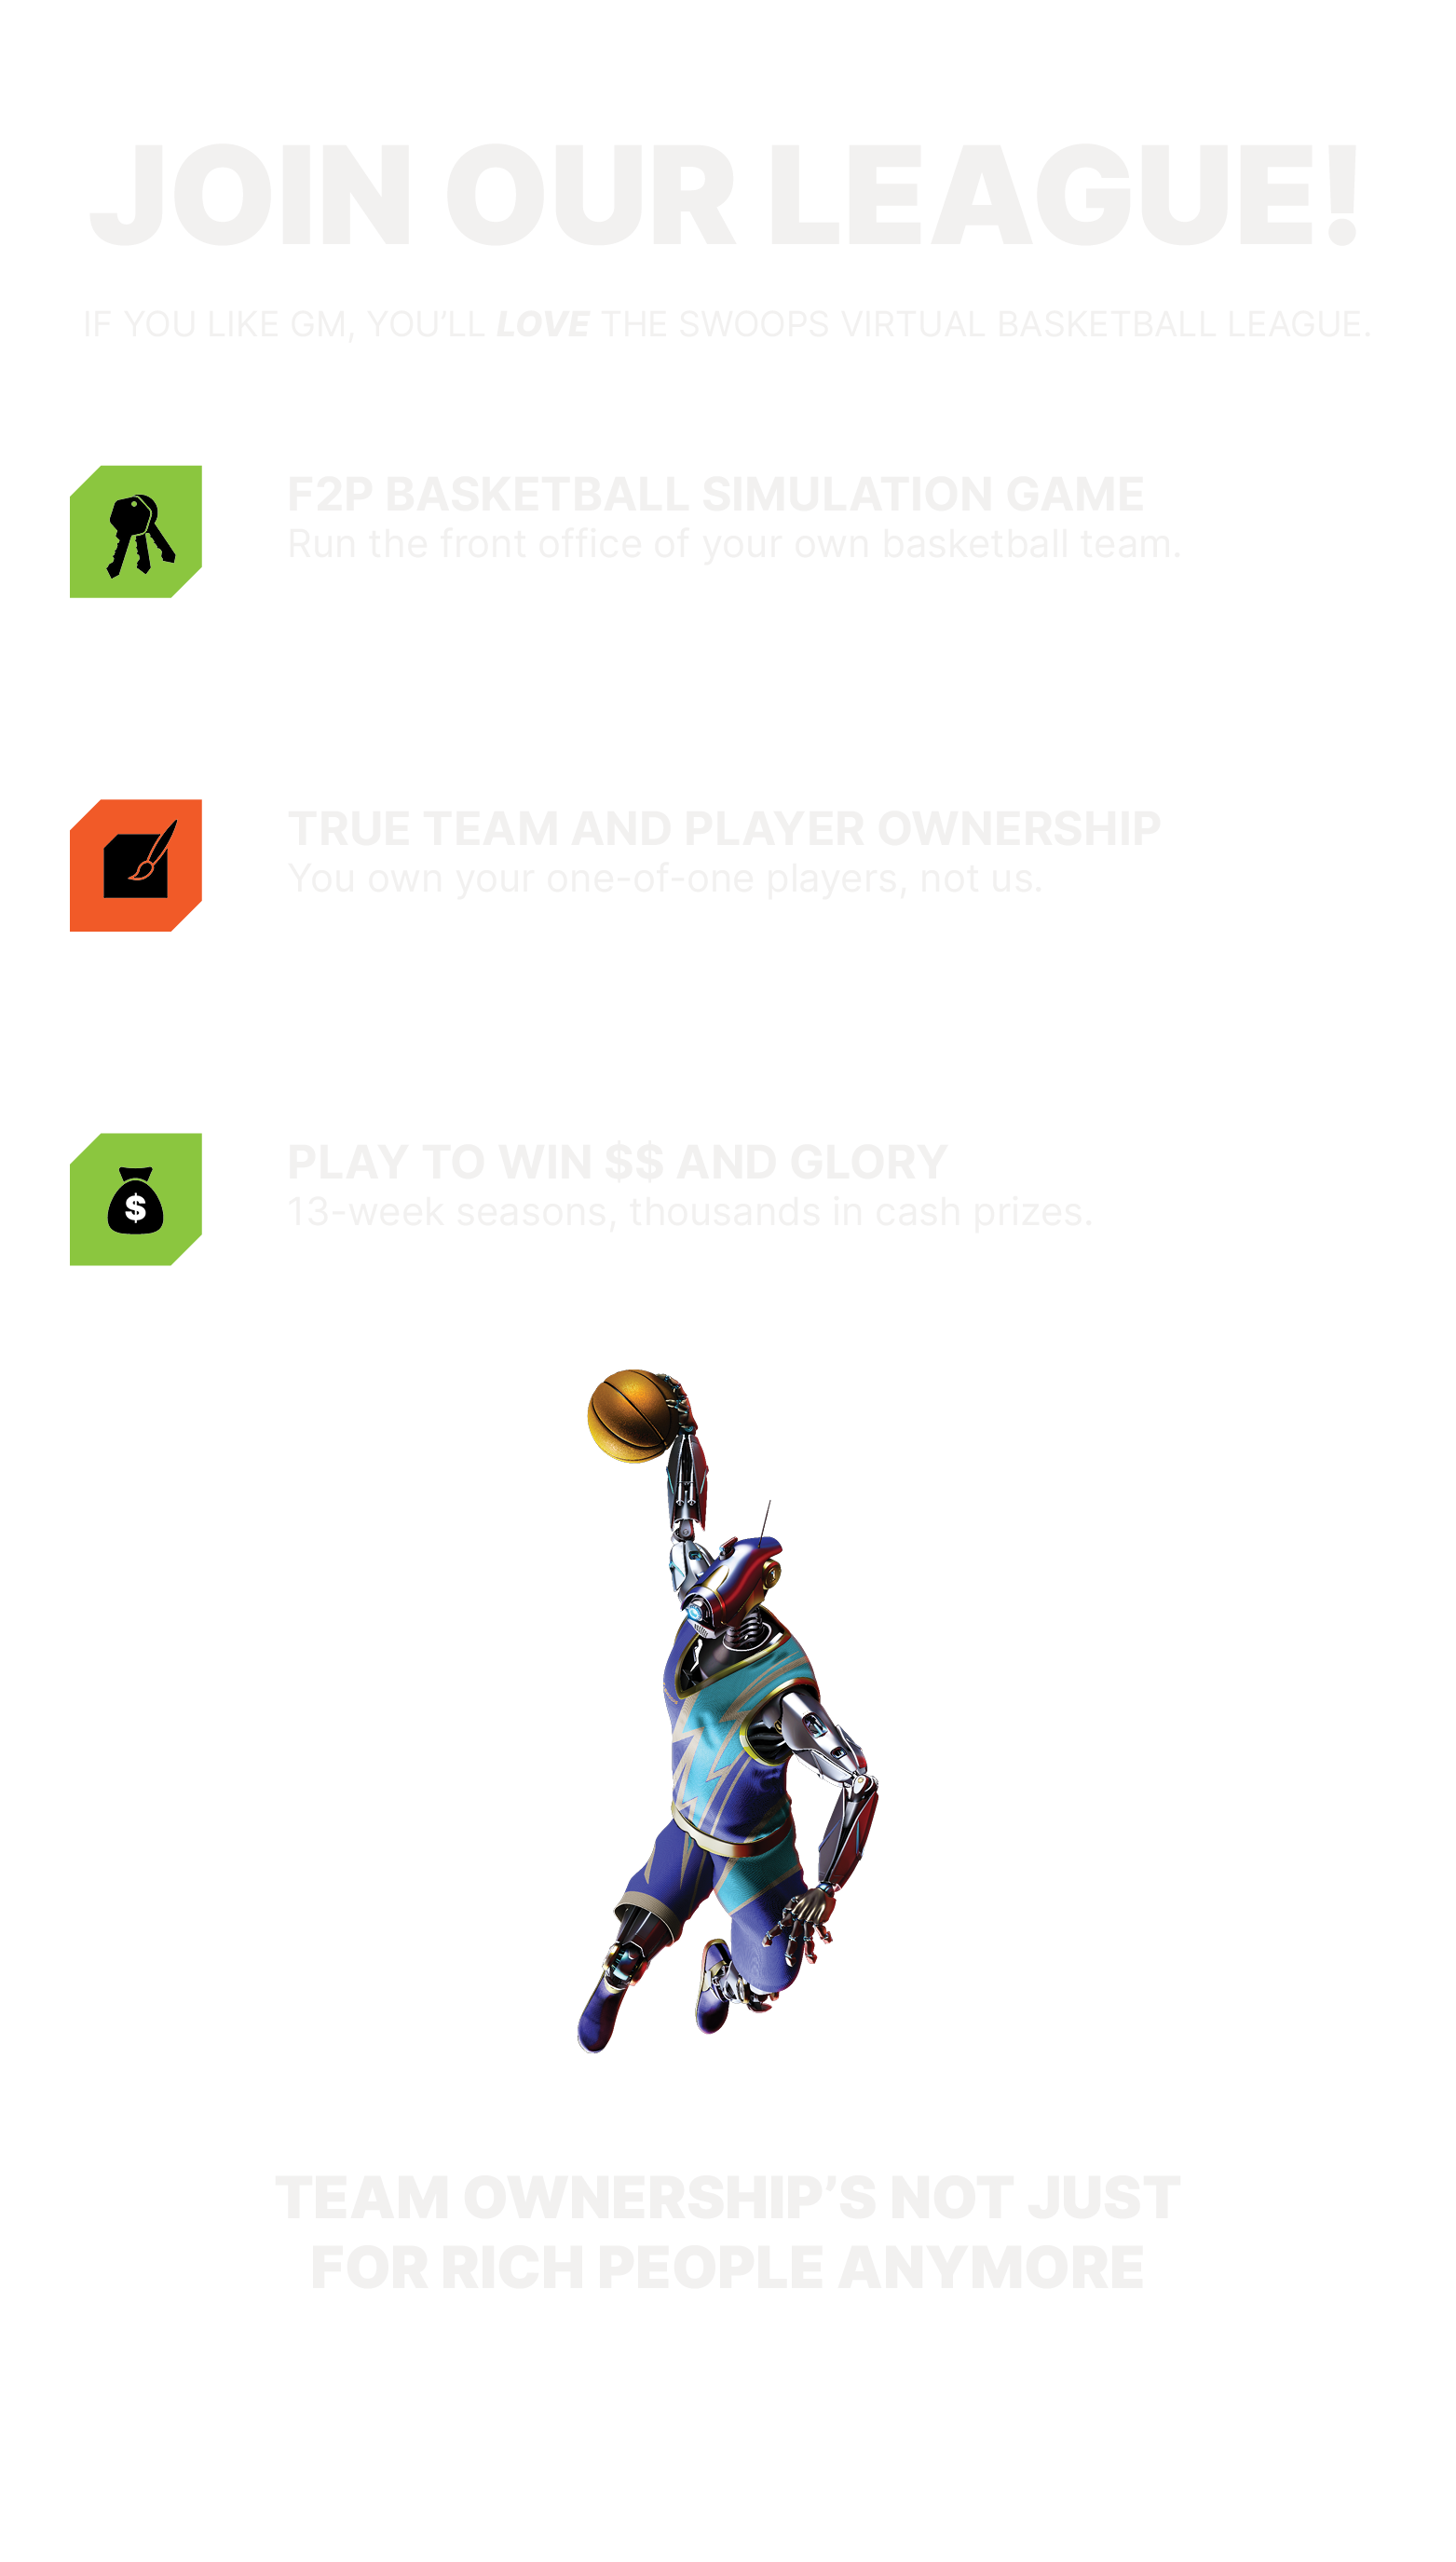 JOIN OUR LEAGUE!
IF YOU LIKE GM, YOU’LL LOVE THE SWOOPS VIRTUAL BASKETBALL LEAGUE.
F2P BASKETBALL SIMULATION GAME
Run the front office of your own basketball team.
TRUE TEAM AND PLAYER OWNERSHIP
You own your one-of-one players, not us.
PLAY TO WIN $$ AND GLORY
13-week seasons, thousands in cash prizes.
$
TEAM OWNERSHIP’S NOT JUST
FOR RICH PEOPLE ANYMORE